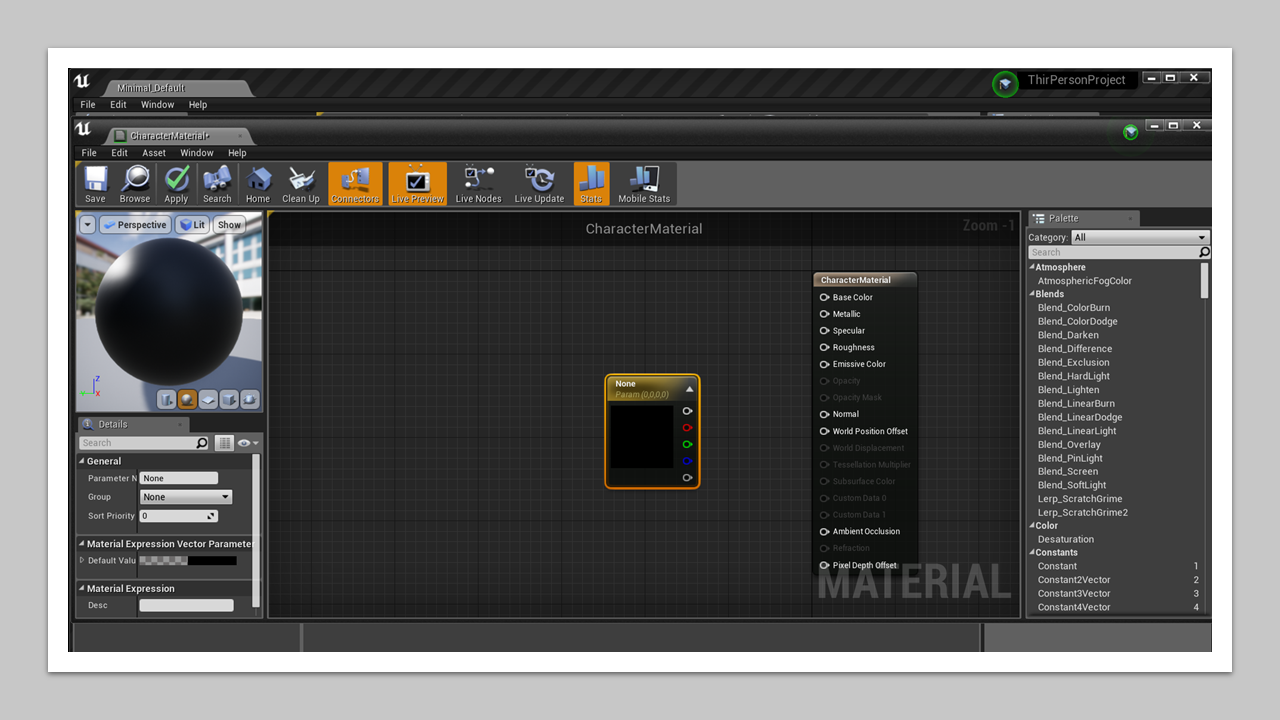 Minimal_Default
ThirPersonProject
File Edit Window Help
CharacterMaterial*
File Edit Asset Window Help
Save Browse Apply Search Home Clean Up Connectors Live Preview Live Nodes Live Update Stats Mobile Stats
Perspective Lit Show
CharacterMaterial
Zoom -1
Palette
Category: All
Search
Atmosphere
AtmosphericFogColor
Blends
Blend_ColorBurn
Blend_ColorDodge
Blend_Darken
Blend_Difference
Blend_Exclusion
Blend_HardLight
Blend_Lighten
Blend_LinearBurn
Blend_LinearDodge
Blend_LinearLight
Blend_Overlay
Blend_PinLight
Blend_Screen
Blend_SoftLight
Lerp_ScratchGrime
Lerp_ScratchGrime2
Color
Desaturation
Constants
Constant 1
Constant2Vector 2
Constant3Vector 3
Constant4Vector 4
CharacterMaterial
Base Color
Metallic
Specular
Roughness
Emissive Color
Opacity
Opacity Mask
Normal
World Position Offset
World Displacement
Tessellation Multiplier
Subsurface Color
Custom Data 0
Custom Data 1
Ambient Occlusion
Refraction
Pixel Depth Offset
MATERIAL
None
Param (0,0,0,0)
Z
X
Details
Search
General
Parameter N None
Group None
Sort Priority 0
Material Expression Vector Parameter
Default Valu
Material Expression
Desc